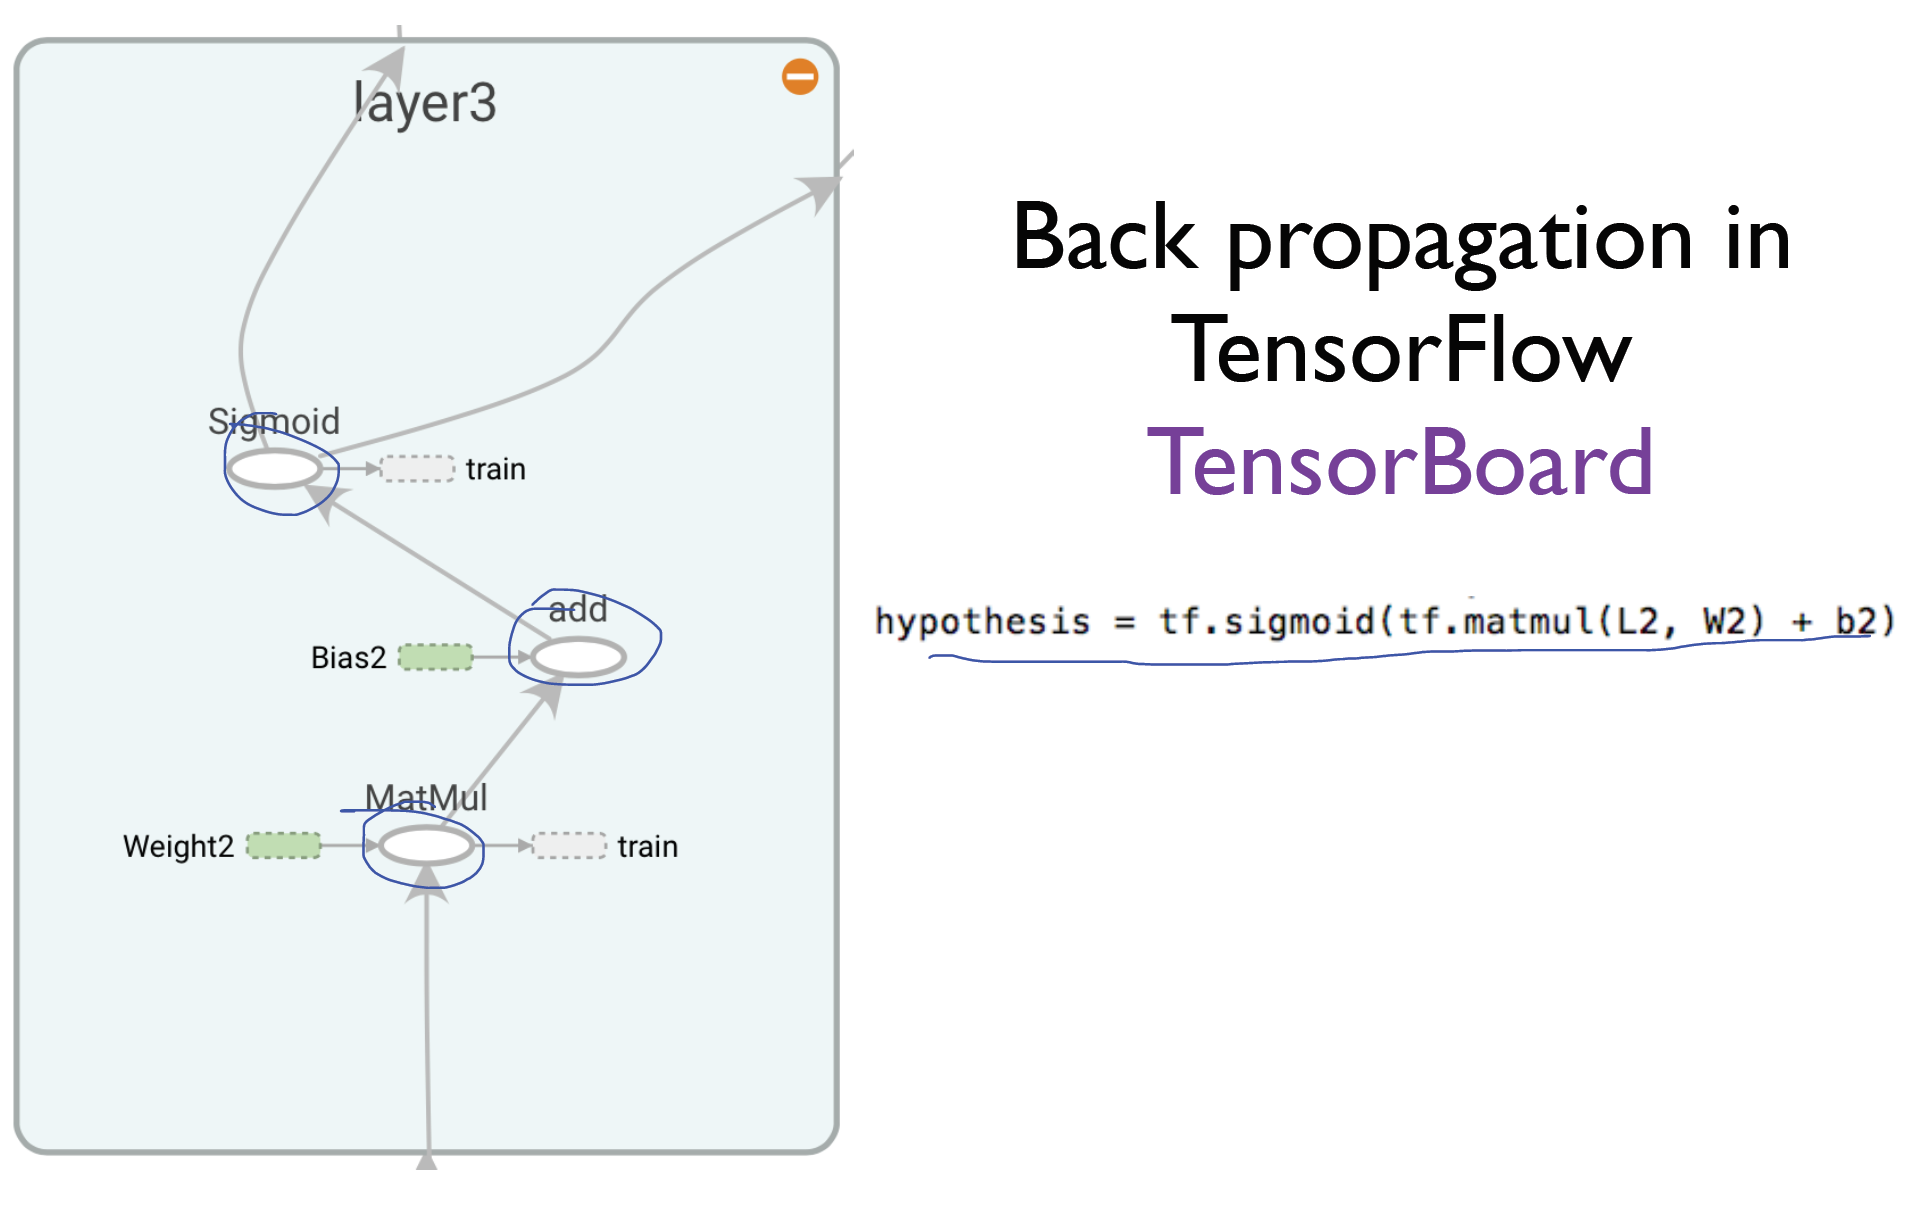 layer3
Sigmoid
train
add
Bias2
MatMul
Weight2
train
Back propagation in
TensorFlow
TensorBoard
hypothesis = tf.sigmoid(tf.matmul(L2, W2) + b2)